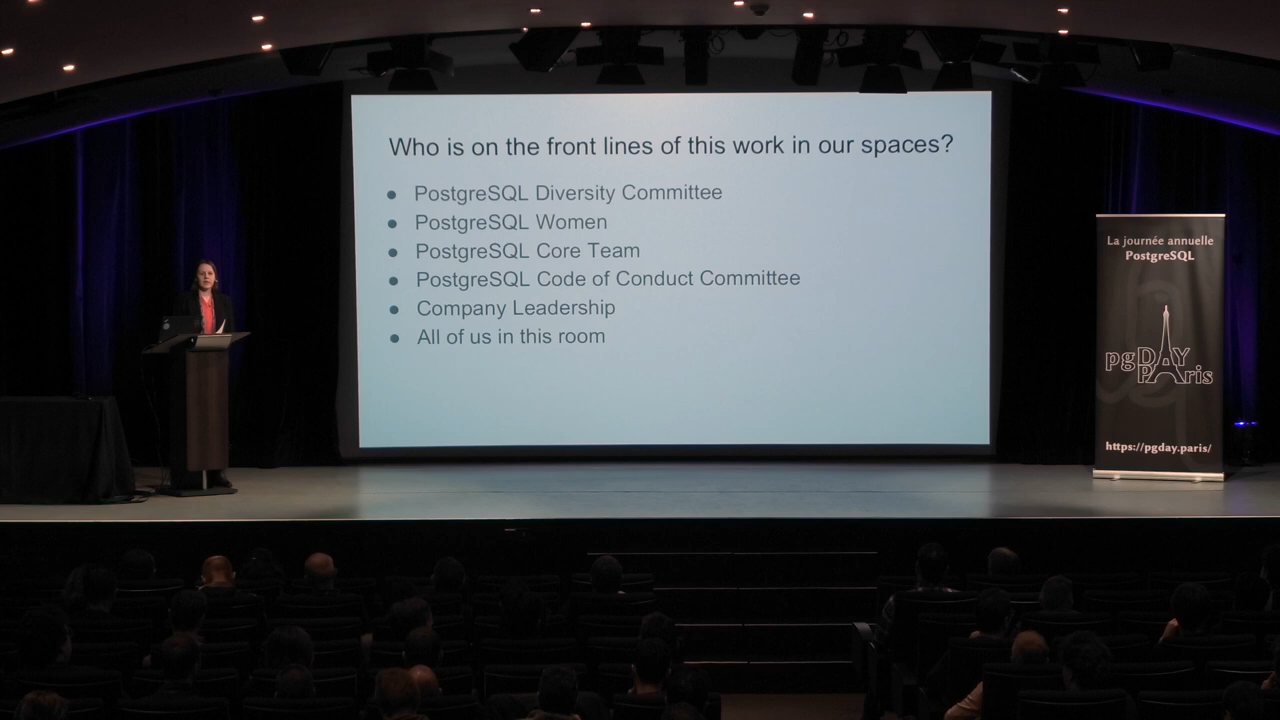 Who is on the front lines of this work in our spaces?
● PostgreSQL Diversity Committee
● PostgreSQL Women
● PostgreSQL Core Team
● PostgreSQL Code of Conduct Committee
● Company Leadership
● All of us in this room
La journée annuelle
PostgreSQL
pgDAY
PAris
https://pgday.paris/